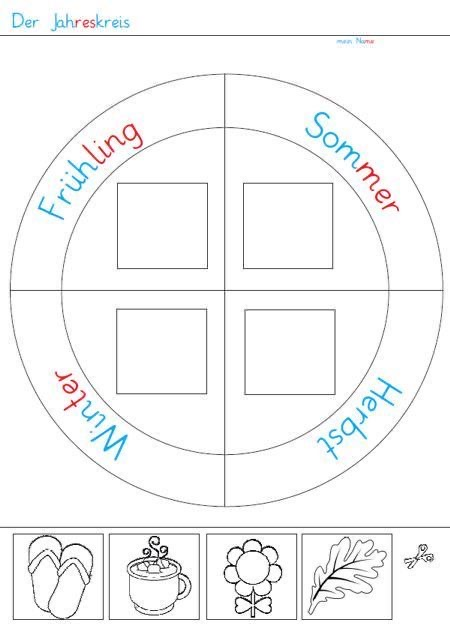 Der Jahreskreis
mein Name
Frühling
Sommer
Winter
Herbst